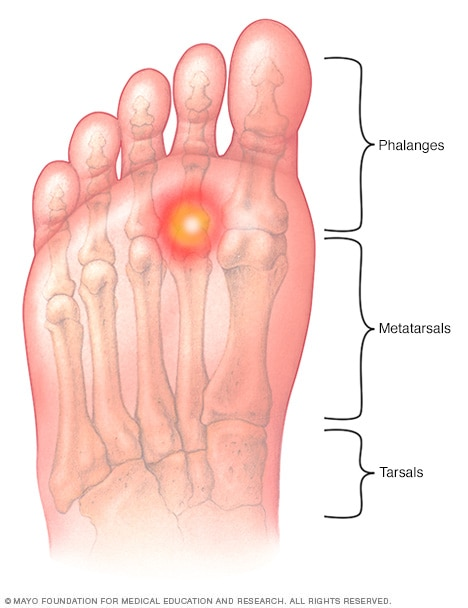 Phalanges
Metatarsals
Tarsals
© MAYO FOUNDATION FOR MEDICAL EDUCATION AND RESEARCH. ALL RIGHTS RESERVED.